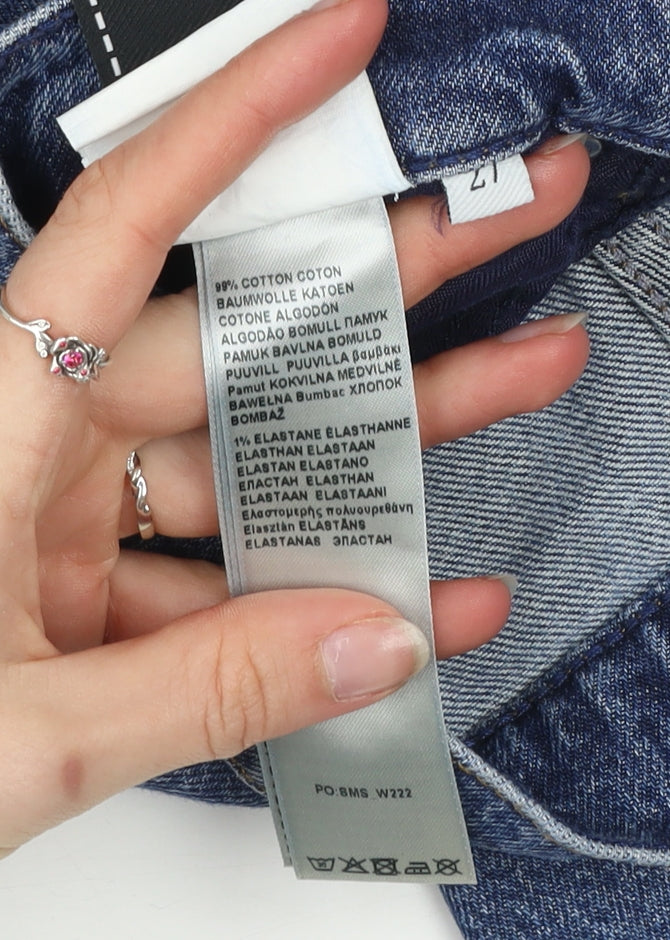 27
99% COTTON COTON
BAUMWOLLE KATOEN
COTONE ALGODÓN
ALGODÃO BOMULL ПАМУК
PAMUK BAVLNA BOMULD
PUUVILL PUUVILLA βαμβάκι
Pamut KOKVILNA MEDVILNĖ
BAWEŁNA Bumbac ХЛОПОК
BOMBAŽ
1% ELASTANE ÉLASTHANNE
ELASTHAN ELASTAAN
ELASTAN ELASTANO
ЕЛАСТАН ELASTHAN
ELASTAAN ELASTAANI
Ελαστομερής πολυουρεθάνη
Elasztán ELASTĀNS
ELASTANAS ЭЛАСТАН
PO:SMS_W222